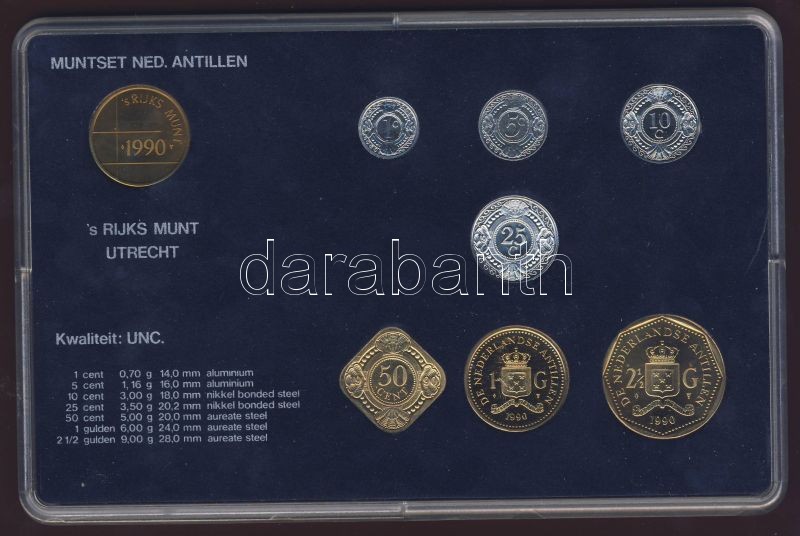 MUNTSET NED. ANTILLEN
'sRIJKS MUNT
1990
1 C
5 C
10 C
25 C
's RIJKS MUNT
UTRECHT
darabanth
Kwaliteit: UNC.
1 cent 0,70 g 14,0 mm aluminium
5 cent 1,16 g 16,0 mm aluminium
10 cent 3,00 g 18,0 mm nikkel bonded steel
25 cent 3,50 g 20,2 mm nikkel bonded steel
50 cent 5,00 g 20,0 mm aureate steel
1 gulden 6,00 g 24,0 mm aureate steel
2 1/2 gulden 9,00 g 28,0 mm aureate steel
50
CENT
DE NEDERLANDSE ANTILLEN
1 G
1990
DE NEDERLANDSE ANTILLEN
2½ G
1990